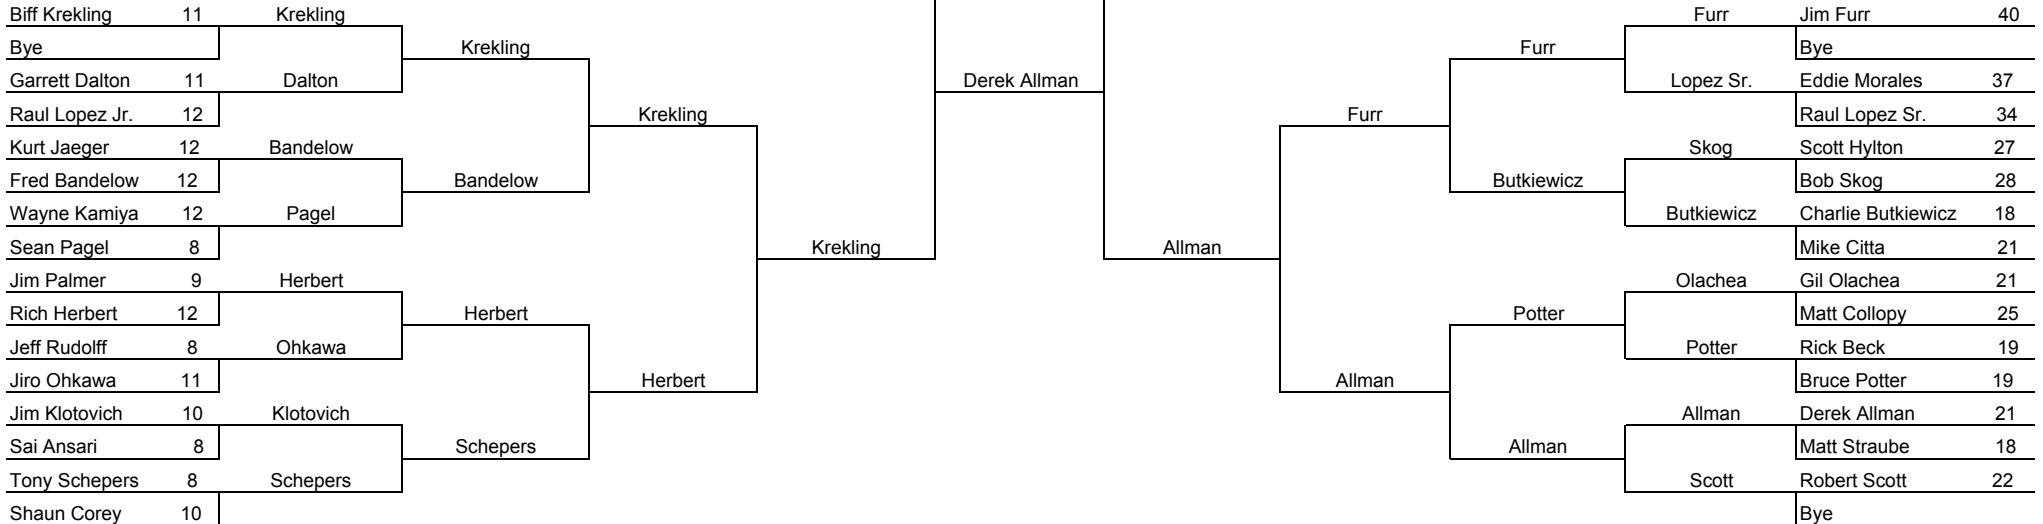 Biff Krekling 11 Krekling Furr Jim Furr 40
Bye Krekling Furr Bye
Garrett Dalton 11 Dalton Derek Allman Lopez Sr. Eddie Morales 37
Raul Lopez Jr. 12 Krekling Furr Raul Lopez Sr. 34
Kurt Jaeger 12 Bandelow Skog Scott Hylton 27
Fred Bandelow 12 Bandelow Butkiewicz Bob Skog 28
Wayne Kamiya 12 Pagel Butkiewicz Charlie Butkiewicz 18
Sean Pagel 8 Krekling Allman Mike Citta 21
Jim Palmer 9 Herbert Olachea Gil Olachea 21
Rich Herbert 12 Herbert Potter Matt Collopy 25
Jeff Rudolff 8 Ohkawa Potter Rick Beck 19
Jiro Ohkawa 11 Herbert Allman Bruce Potter 19
Jim Klotovich 10 Klotovich Allman Derek Allman 21
Sai Ansari 8 Schepers Allman Matt Straube 18
Tony Schepers 8 Schepers Scott Robert Scott 22
Shaun Corey 10 Bye